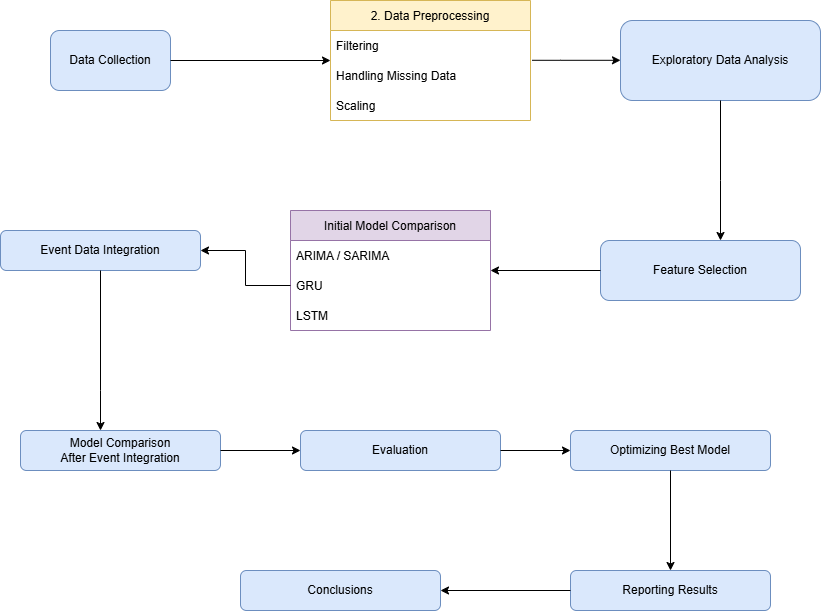 Data Collection
2. Data Preprocessing
Filtering
Handling Missing Data
Scaling
Exploratory Data Analysis
Feature Selection
Initial Model Comparison
ARIMA / SARIMA
GRU
LSTM
Event Data Integration
Model Comparison
After Event Integration
Evaluation
Optimizing Best Model
Reporting Results
Conclusions